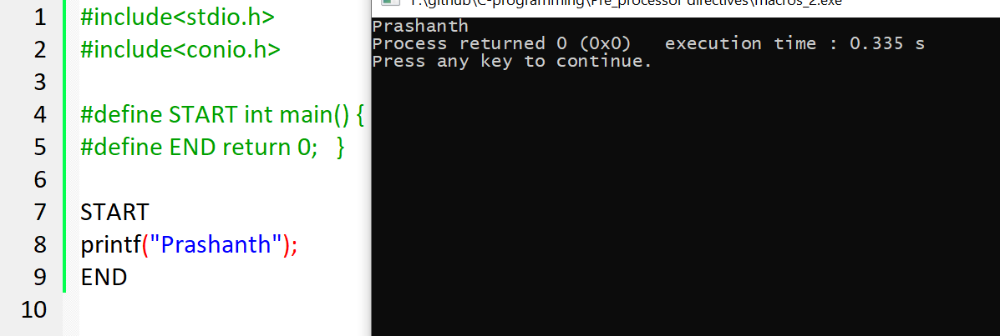 1 #include<stdio.h>
2 #include<conio.h>
3
4 #define START int main() {
5 #define END return 0;   }
6
7 START
8 printf("Prashanth");
9 END
10
T:\github\C-programming\Pre_processor directives\macros_2.exe
Prashanth
Process returned 0 (0x0)   execution time : 0.335 s
Press any key to continue.